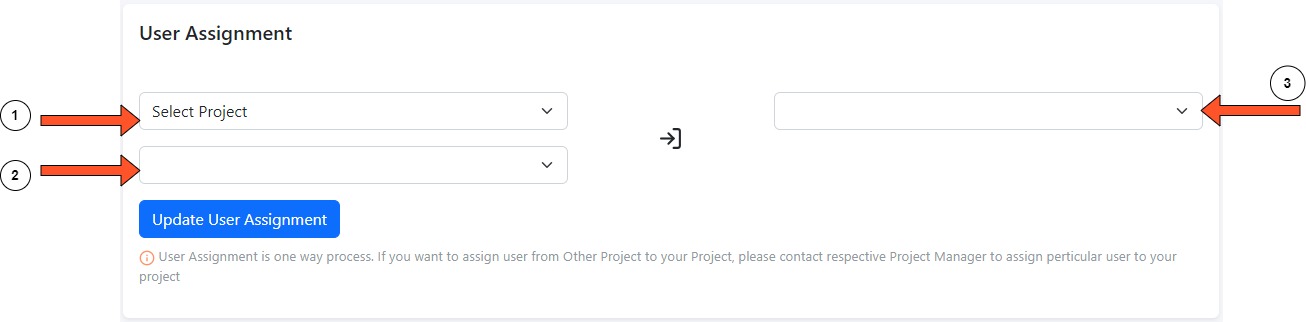 User Assignment
3
1
Select Project
2
Update User Assignment
User Assignment is one way process. If you want to assign user from Other Project to your Project, please contact respective Project Manager to assign perticular user to your
project